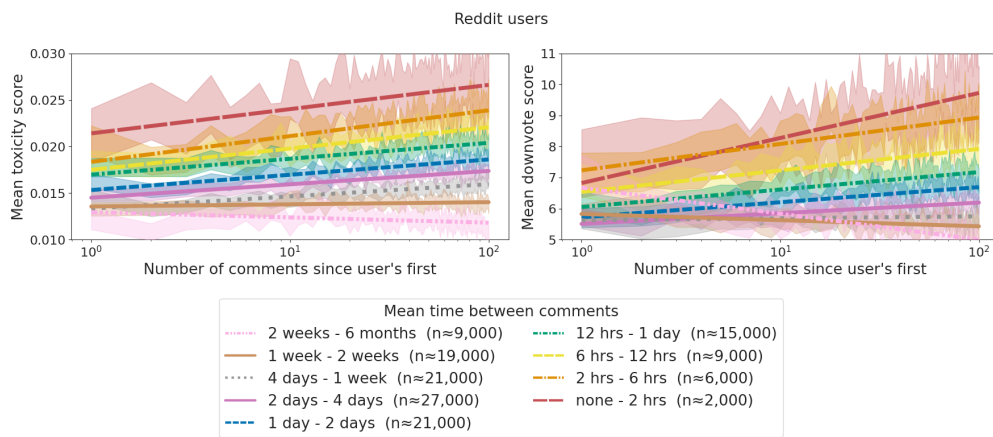 Reddit users
Mean toxicity score
0.030
0.025
0.020
0.015
0.010
10⁰
10¹
10²
Number of comments since user's first
Mean downvote score
11
10
9
8
7
6
5
10⁰
10¹
10²
Number of comments since user's first
Mean time between comments
2 weeks - 6 months (n≈9,000)
1 week - 2 weeks (n≈19,000)
4 days - 1 week (n≈21,000)
2 days - 4 days (n≈27,000)
1 day - 2 days (n≈21,000)
12 hrs - 1 day (n≈15,000)
6 hrs - 12 hrs (n≈9,000)
2 hrs - 6 hrs (n≈6,000)
none - 2 hrs (n≈2,000)